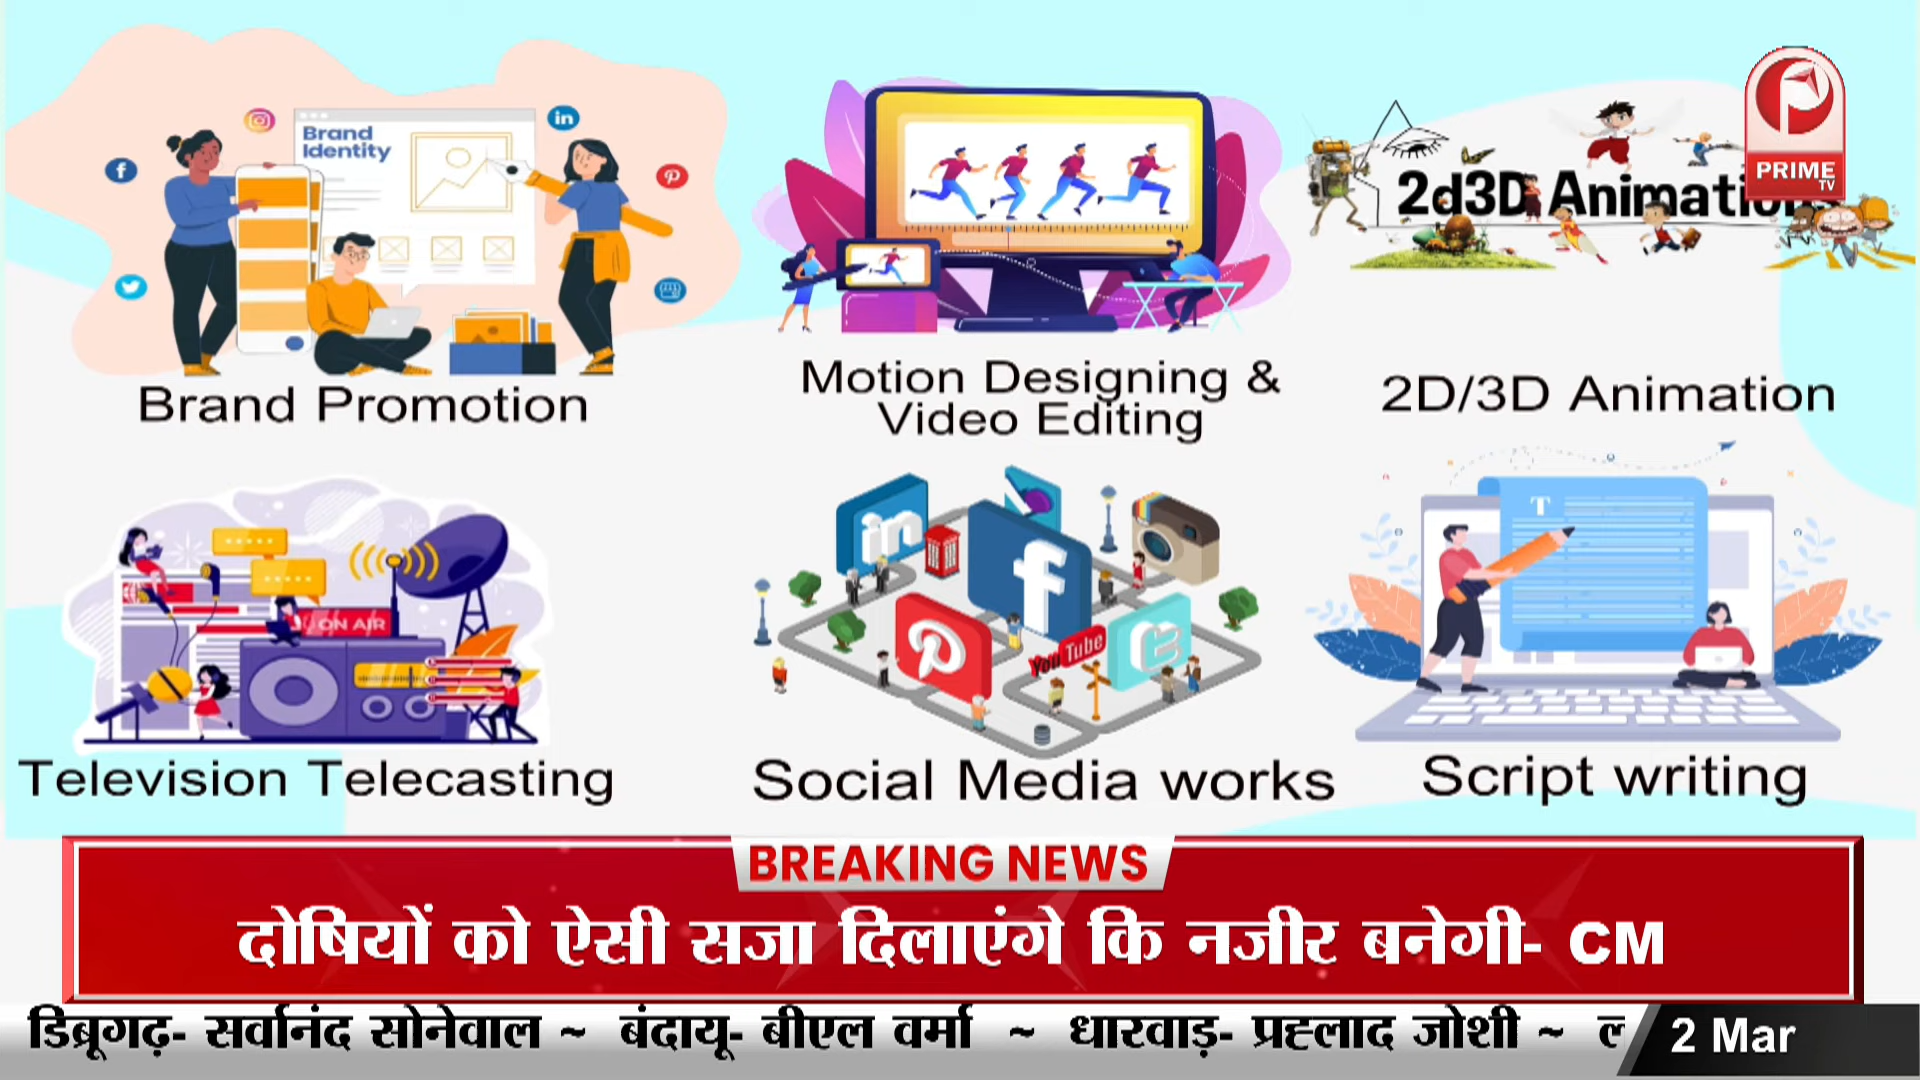 Brand
Identity
2d3D Animati
PRIME
TV
Brand Promotion
Motion Designing &
Video Editing
2D/3D Animation
ON AIR
You Tube
T
Television Telecasting
Social Media works
Script writing
BREAKING NEWS
दोषियों को ऐसी सजा दिलाएंगे कि नजीर बनेगी- CM
डिब्रूगढ़- सर्वानंद सोनेवाल ~ बंदायू- बीएल वर्मा ~ धारवाड़- प्रह्लाद जोशी ~
2 Mar